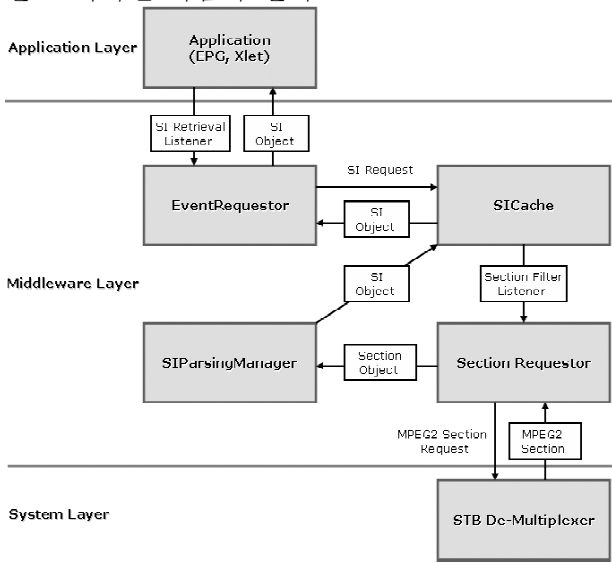 Application Layer
Application
(EPG, Xlet)
SI Retrieval
Listener
SI
Object
SI Request
EventRequestor
SICache
SI
Object
Middleware Layer
SI
Object
Section Filter
Listener
SIParsingManager
Section
Object
Section Requestor
MPEG2 Section
Request
MPEG2
Section
System Layer
STB De-Multiplexer